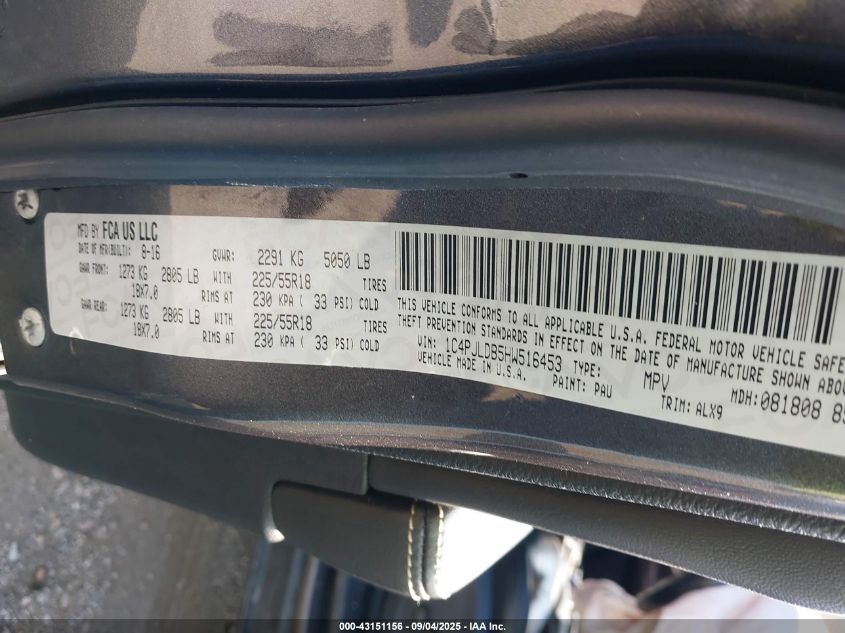 MFD BY FCA US LLC
DATE OF MFR(BUILT): 8-16 GVWR: 2291 KG 5050 LB
GAWR FRONT: 1273 KG 2805 LB WITH 225/55R18 TIRES
18X7.0 RIMS AT 230 KPA ( 33 PSI) COLD
GAWR REAR: 1273 KG 2805 LB WITH 225/55R18 TIRES
18X7.0 RIMS AT 230 KPA ( 33 PSI) COLD
THIS VEHICLE CONFORMS TO ALL APPLICABLE U.S.A. FEDERAL MOTOR VEHICLE SAFE
THEFT PREVENTION STANDARDS IN EFFECT ON THE DATE OF MANUFACTURE SHOWN ABOV
VIN: 1C4PJLDB5HW516453 TYPE: MPV MDH: 081808 85
VEHICLE MADE IN U.S.A. PAINT: PAU TRIM: ALX9
000-43151156 - 09/04/2025 - IAA Inc.